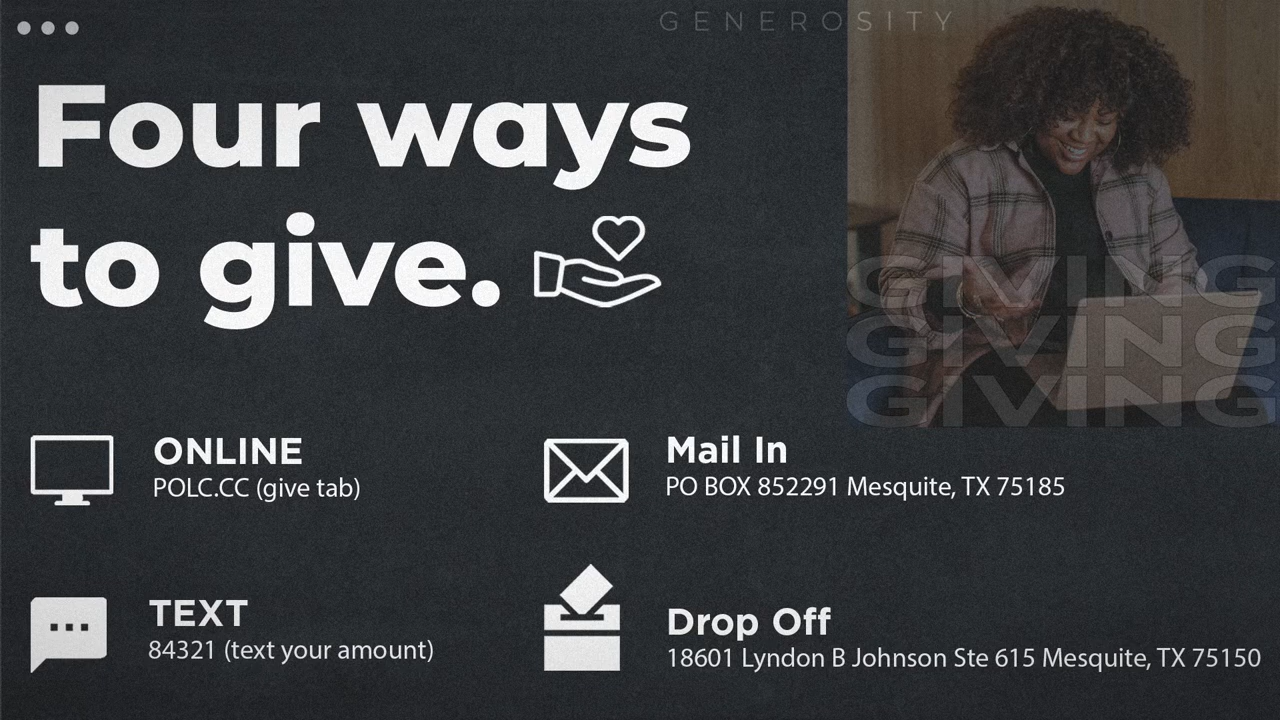 GENEROSITY
Four ways
to give.
GIVING
GIVING
GIVING
ONLINE
POLC.CC (give tab)
Mail In
PO BOX 852291 Mesquite, TX 75185
TEXT
84321 (text your amount)
Drop Off
18601 Lyndon B Johnson Ste 615 Mesquite, TX 75150